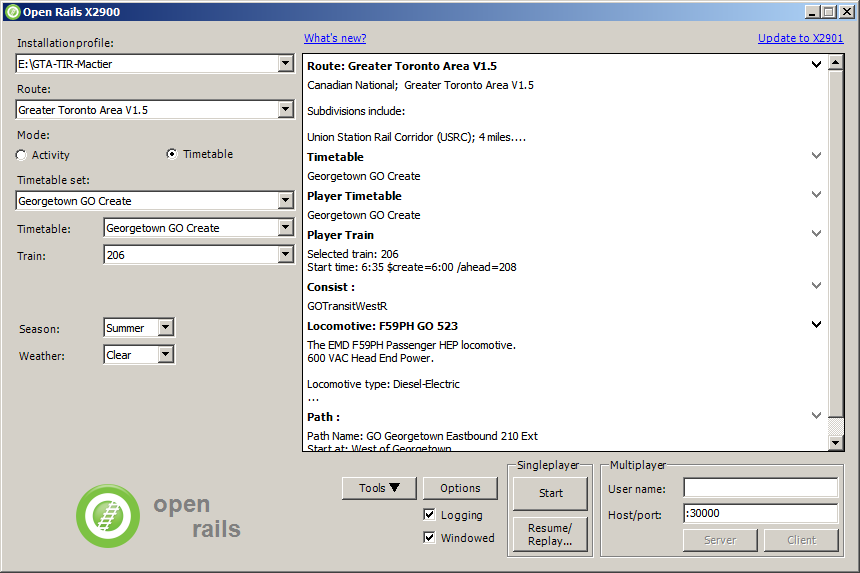 Open Rails X2900
Installation profile:
What's new?
Update to X2901
E:\GTA-TIR-Mactier
Route:
Greater Toronto Area V1.5
Mode:
Activity
Timetable
Timetable set:
Georgetown GO Create
Timetable:
Georgetown GO Create
Train:
206
Season:
Summer
Weather:
Clear
Route: Greater Toronto Area V1.5
Canadian National;  Greater Toronto Area V1.5
Subdivisions include:
Union Station Rail Corridor (USRC); 4 miles....
Timetable
Georgetown GO Create
Player Timetable
Georgetown GO Create
Player Train
Selected train: 206
Start time: 6:35 $create=6:00 /ahead=208
Consist :
GOTransitWestR
Locomotive: F59PH GO 523
The EMD F59PH Passenger HEP locomotive.
600 VAC Head End Power.
Locomotive type: Diesel-Electric
...
Path :
Path Name: GO Georgetown Eastbound 210 Ext
Start at: West of Georgetown
open
rails
Tools
Options
Logging
Windowed
Singleplayer
Start
Resume/
Replay...
Multiplayer
User name:
Host/port:
:30000
Server
Client